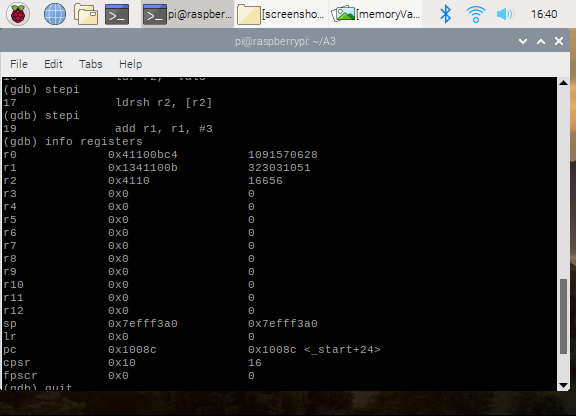 pi@raspberr... [screensho... [memoryVa... 16:40
pi@raspberrypi: ~/A3
File Edit Tabs Help
(gdb) stepi
17 ldrsh r2, [r2]
(gdb) stepi
19 add r1, r1, #3
(gdb) info registers
r0 0x41100bc4 1091570628
r1 0x1341100b 323031051
r2 0x4110 16656
r3 0x0 0
r4 0x0 0
r5 0x0 0
r6 0x0 0
r7 0x0 0
r8 0x0 0
r9 0x0 0
r10 0x0 0
r11 0x0 0
r12 0x0 0
sp 0x7efff3a0 0x7efff3a0
lr 0x0 0
pc 0x1008c 0x1008c <_start+24>
cpsr 0x10 16
fpscr 0x0 0
(gdb) quit